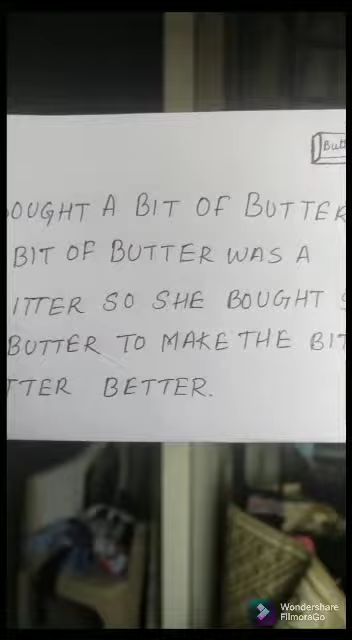 Butt
OUGHT A BIT OF BUTTER
BIT OF BUTTER WAS A
ITTER SO SHE BOUGHT S
BUTTER TO MAKE THE BIT
TTER BETTER.
Wondershare
FilmoraGo